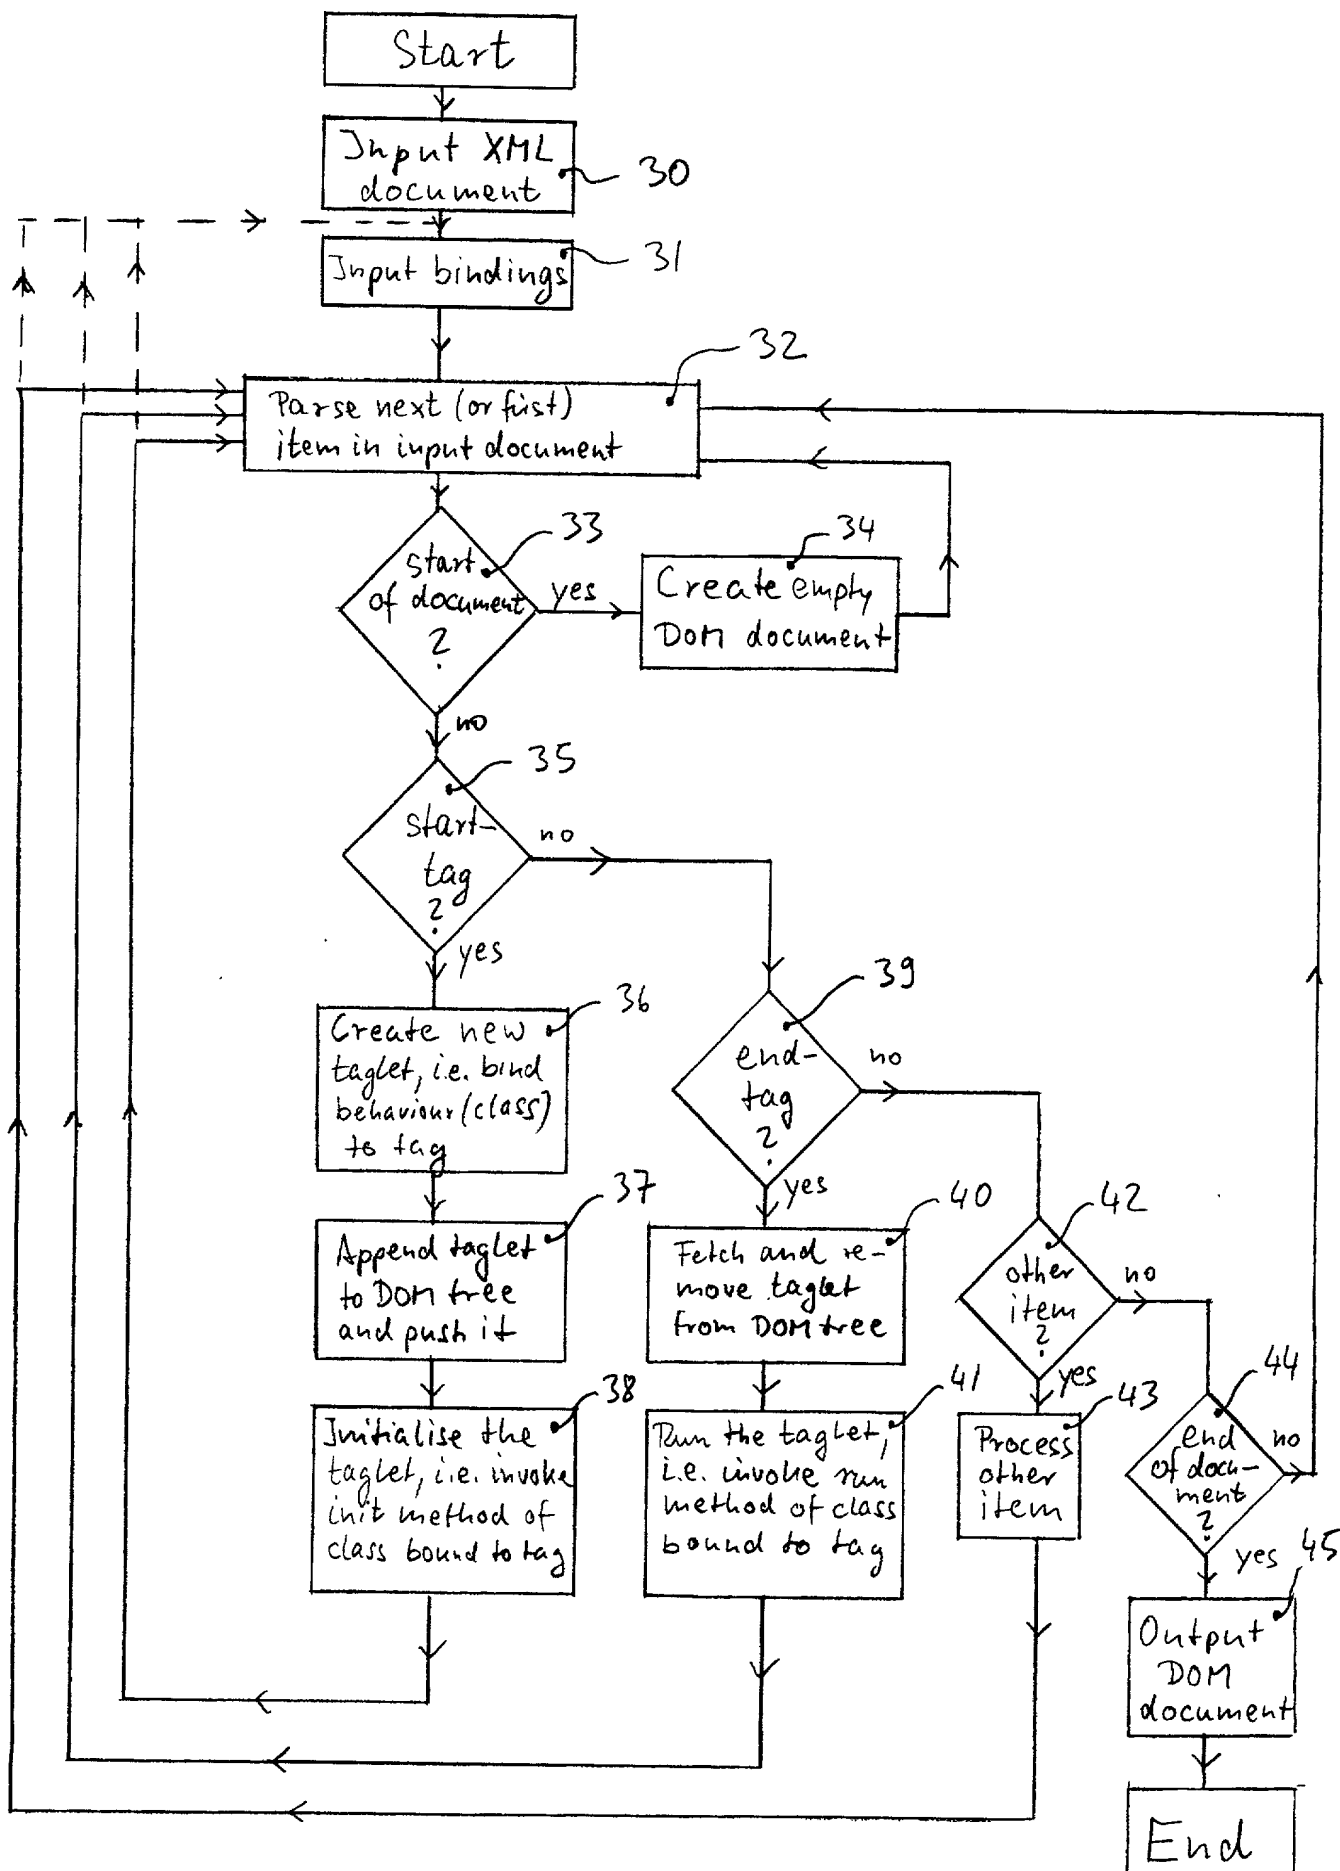 Start
Input XML
document
30
Input bindings
31
32
Parse next (or first)
item in input document
33
start
of document
?
yes
34
Create empty
DOM document
no
35
start-
tag
?
no
yes
36
Create new
taglet, i.e. bind
behaviour (class)
to tag
39
end-
tag
?
no
yes
37
Append taglet
to DOM tree
and push it
40
Fetch and re-
move taglet
from DOM tree
42
other
item
?
no
yes
38
Initialise the
taglet, i.e. invoke
init method of
class bound to tag
41
Run the taglet,
i.e. invoke run
method of class
bound to tag
43
Process
other
item
44
end
of docu-
ment
?
no
yes
45
Output
DOM
document
End